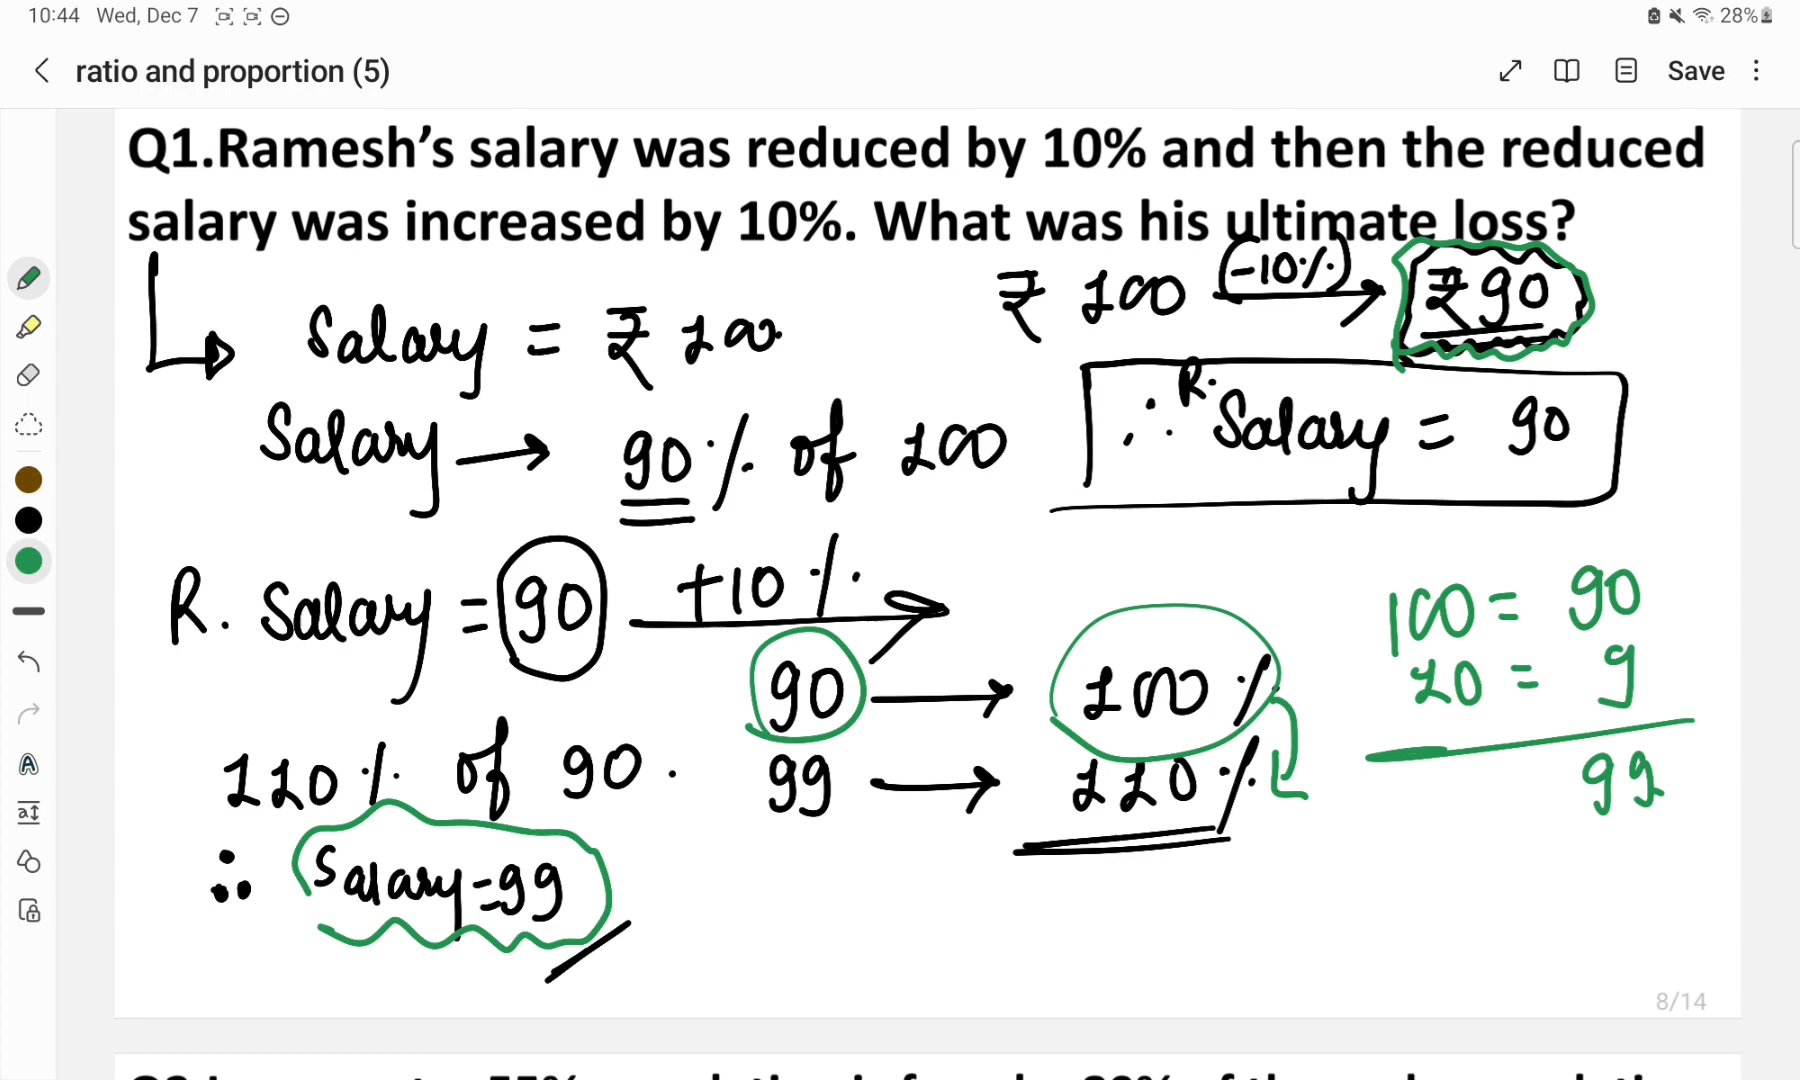 10:44 Wed, Dec 7 28%
ratio and proportion (5) Save
Q1.Ramesh's salary was reduced by 10% and then the reduced
salary was increased by 10%. What was his ultimate loss?
₹ 100 (-10%) ₹90
Salary = ₹ 100
Salary → 90% of 100
∴ R. Salary = 90
R. Salary = 90 +10%
100 = 90
10 = 9
99
90 → 100%
110% of 90. 99 → 110%
∴ Salary=99
8/14